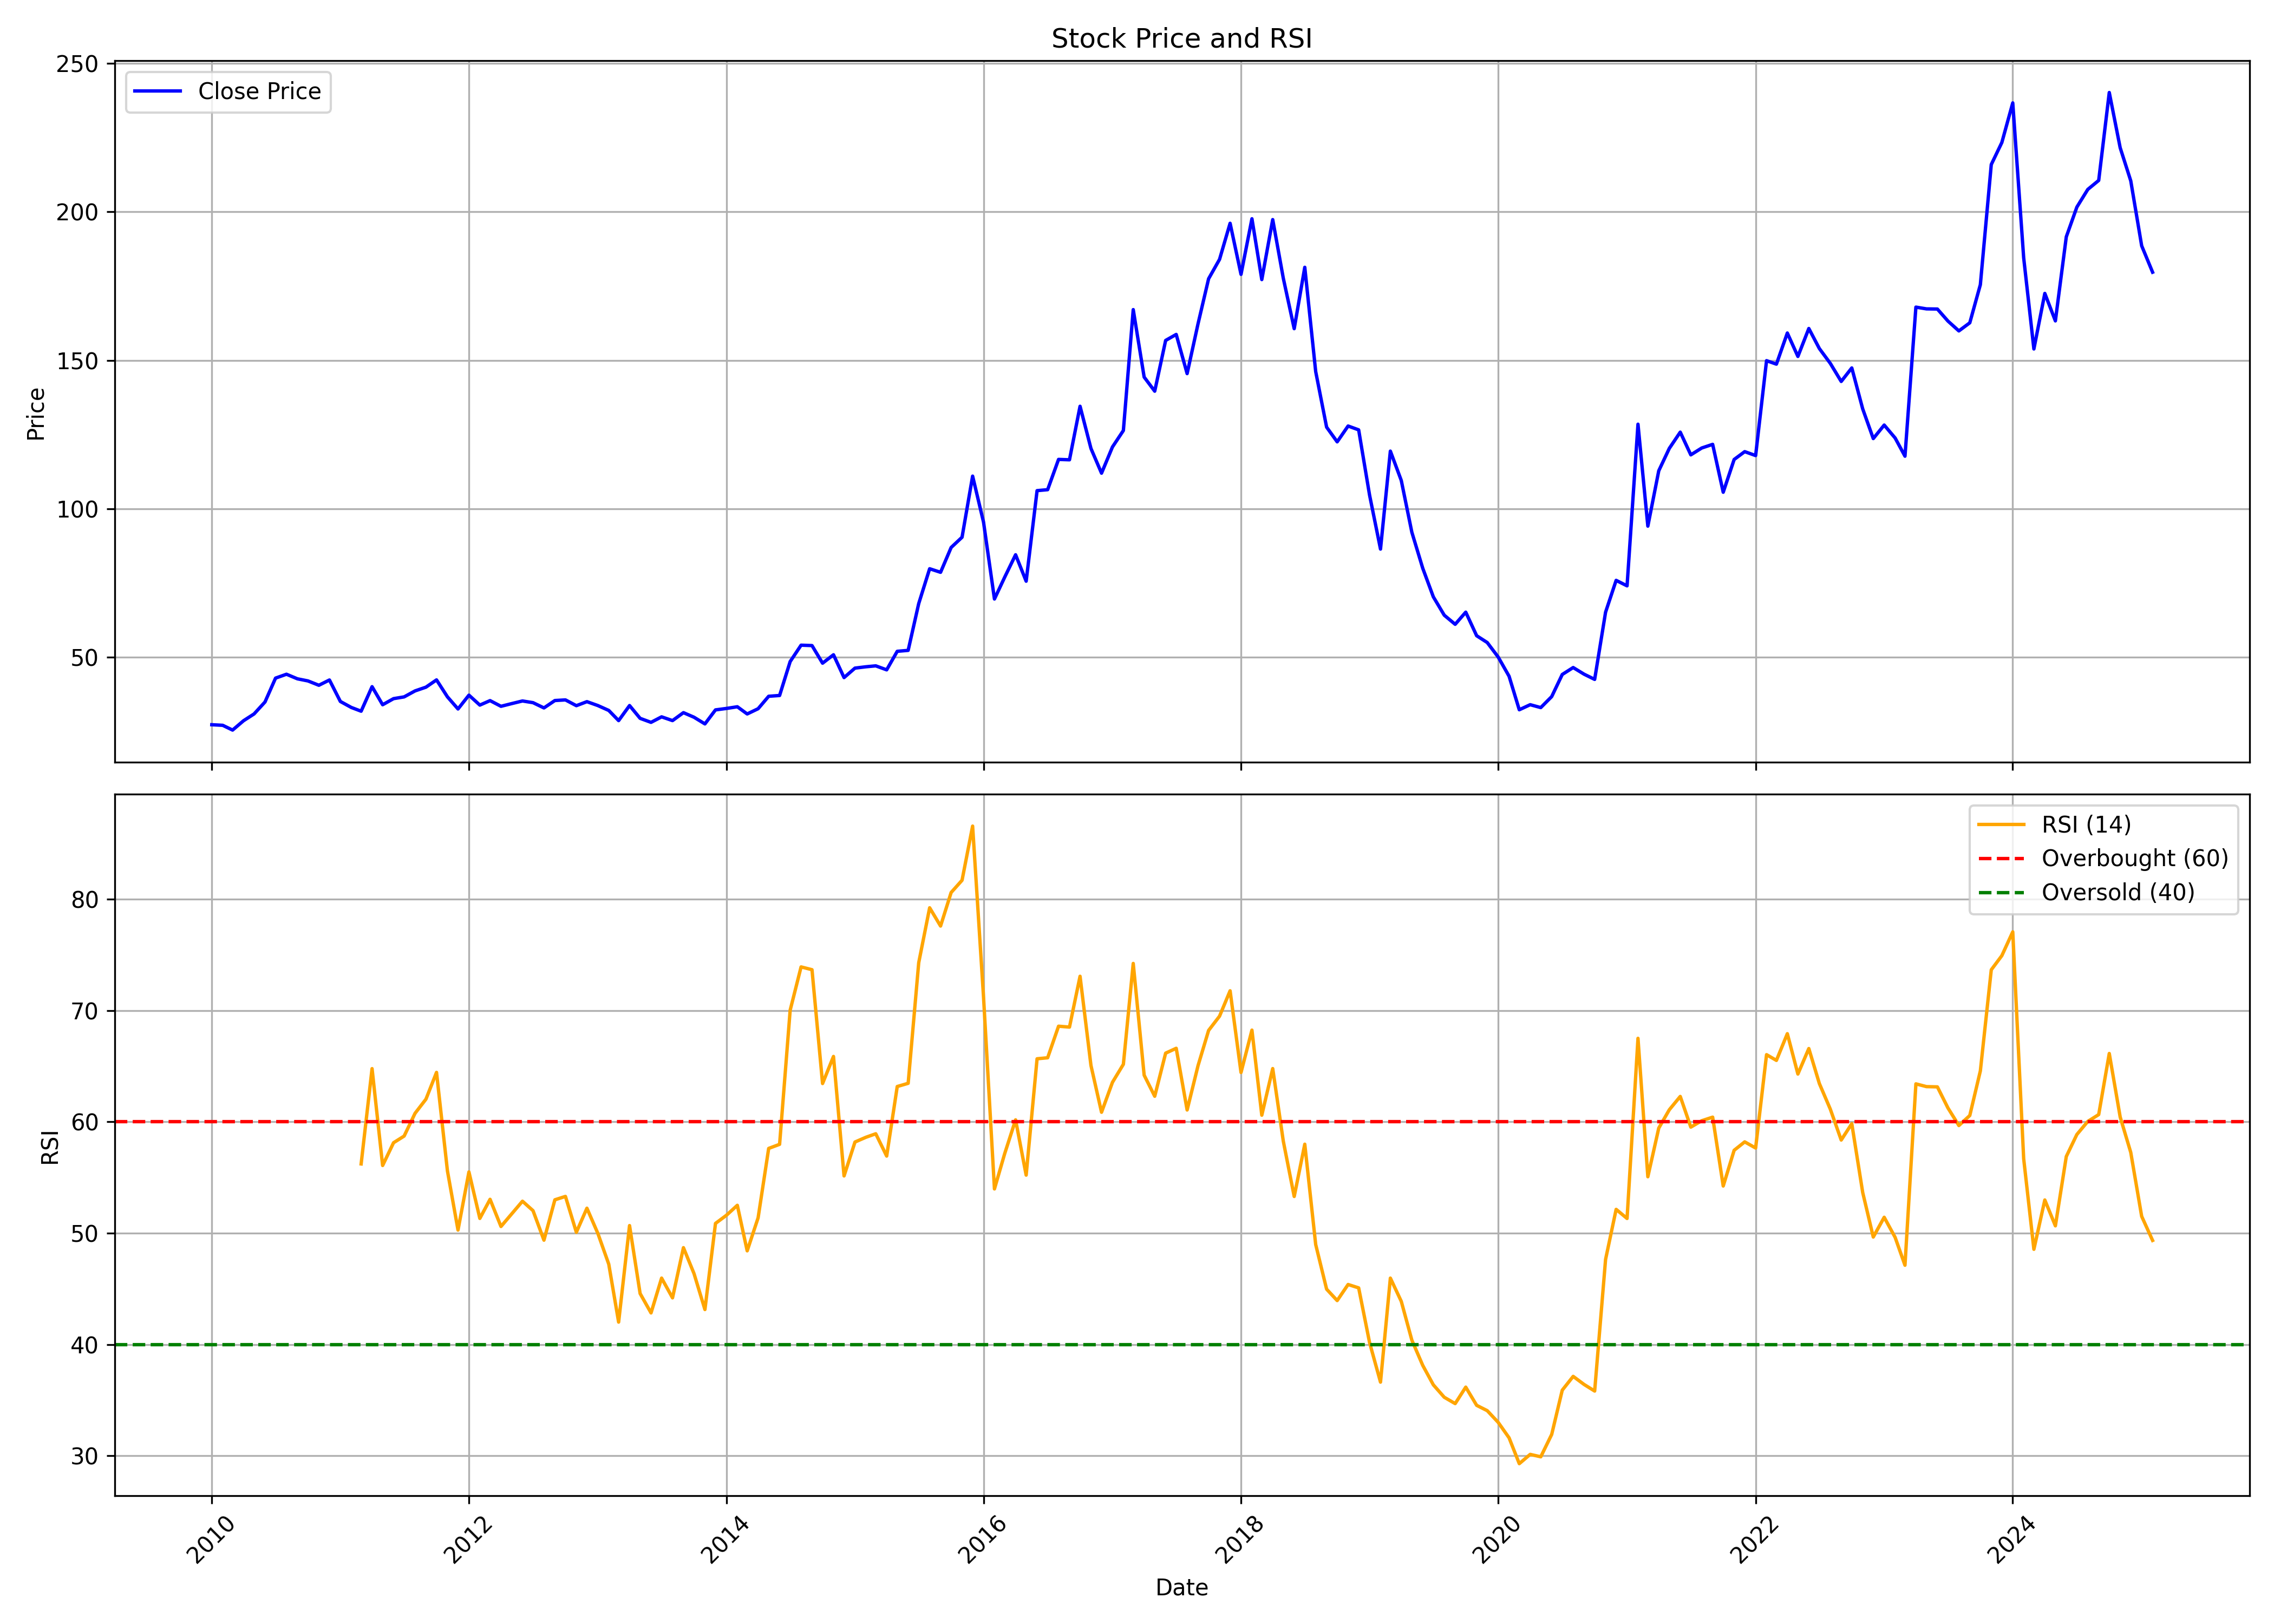 Stock Price and RSI
250
200
150
100
50
Price
Close Price
80
70
60
50
40
30
RSI
RSI (14)
Overbought (60)
Oversold (40)
2010
2012
2014
2016
2018
2020
2022
2024
Date